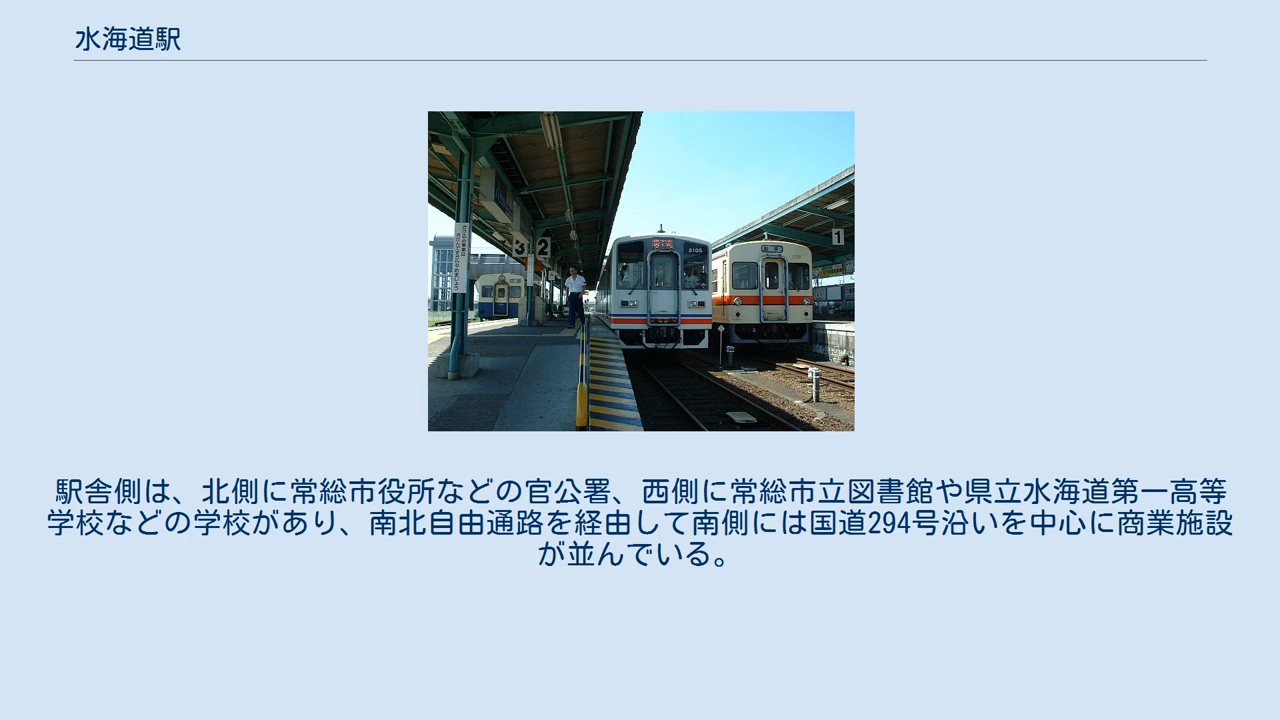 水海道駅
3
2
1
2105
駅舎側は、北側に常総市役所などの官公署、西側に常総市立図書館や県立水海道第一高等
学校などの学校があり、南北自由通路を経由して南側には国道294号沿いを中心に商業施設
が並んでいる。